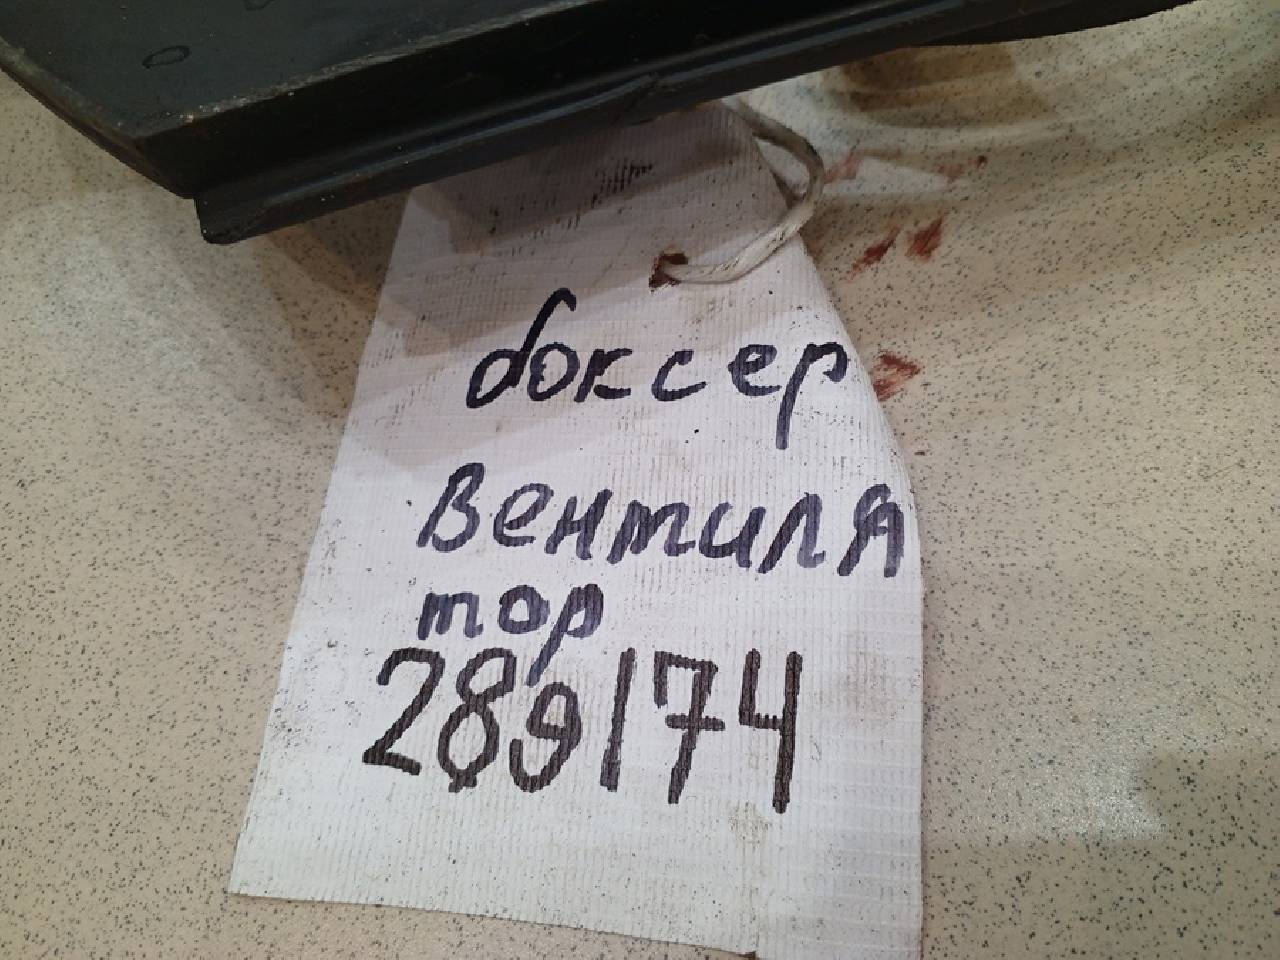 боксер
Вентиля
тор
289174